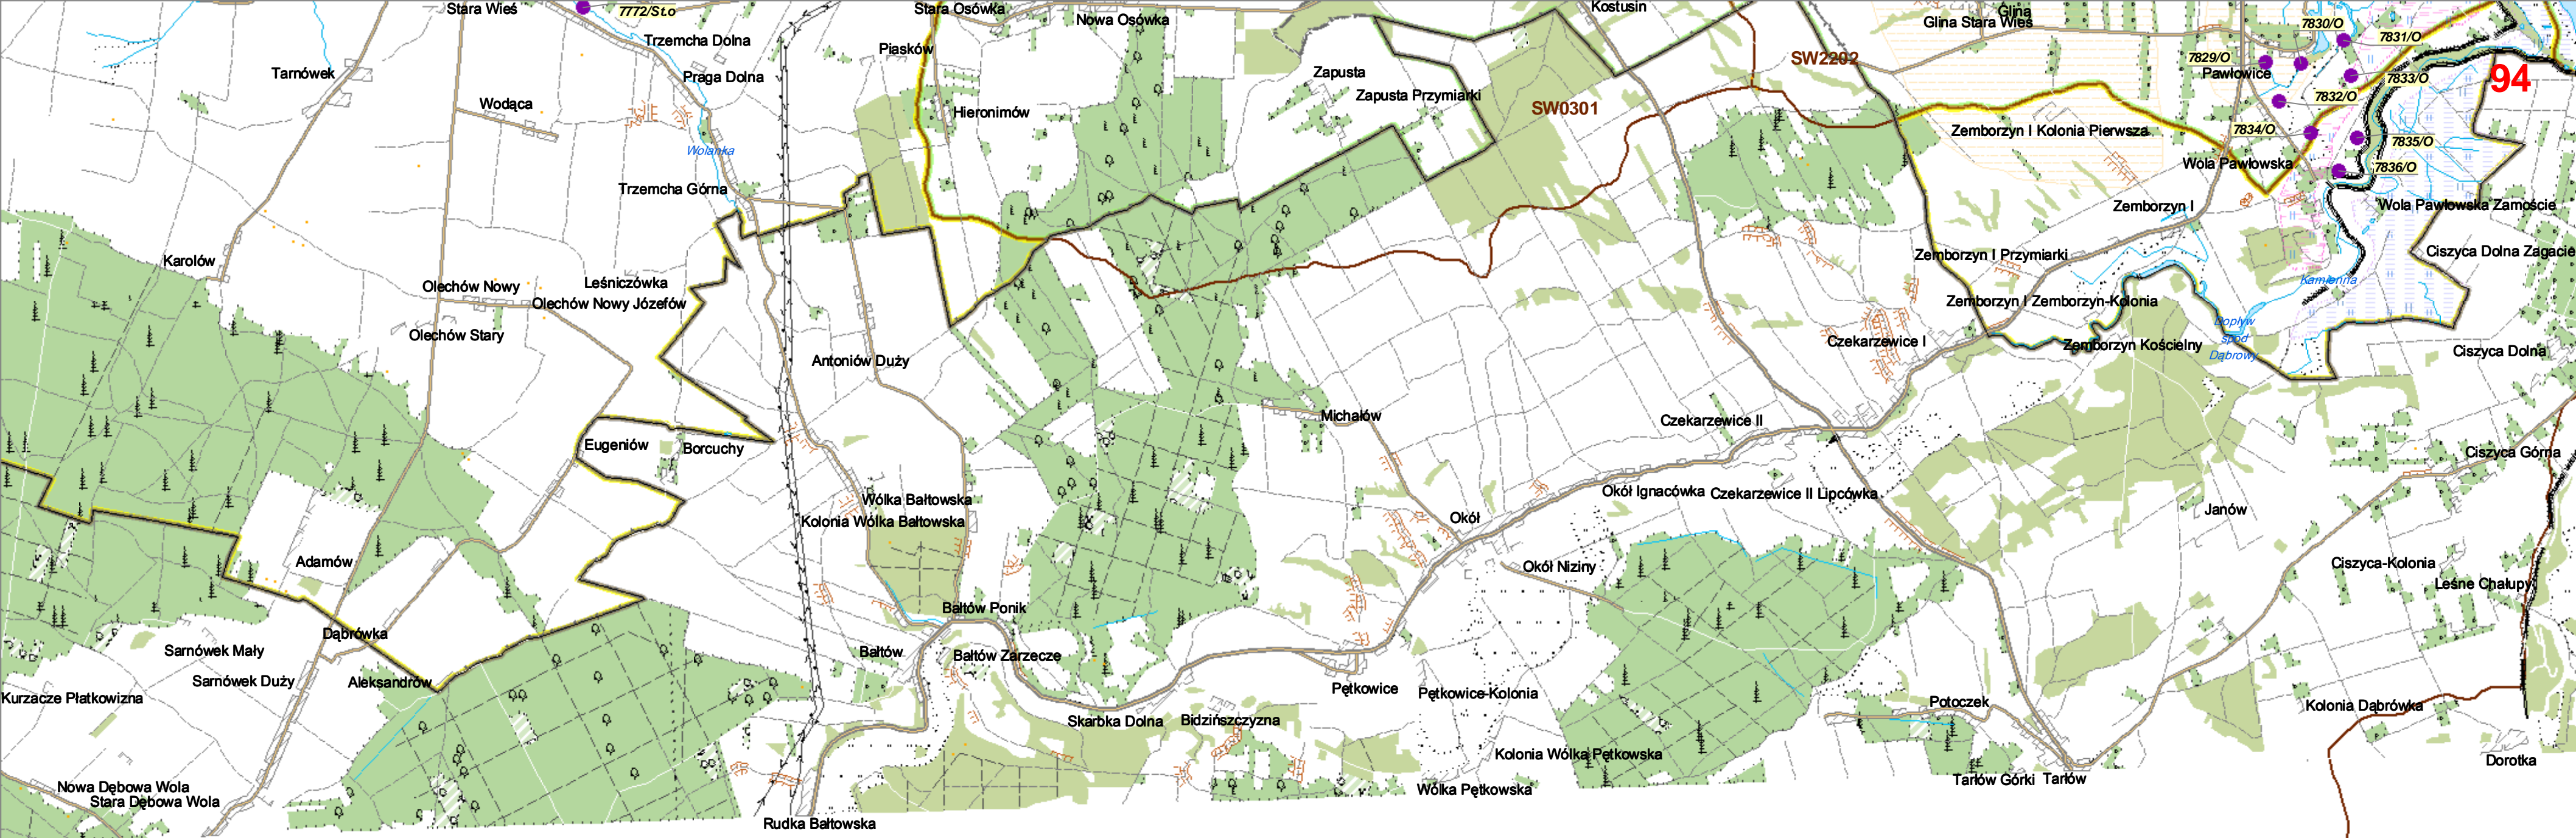 Stara Wieś
7772/St.o
Stara Osówka
Nowa Osówka
Kostusin
Glina
Glina Stara Wieś
7830/O
7831/O
Trzemcha Dolna
Piasków
SW2202
7829/O
Pawłowice
94
Tarnówek
Praga Dolna
Zapusta
7833/O
Wodąca
Zapusta Przymiarki
SW0301
7832/O
Hieronimów
Zemborzyn I Kolonia Pierwsza
7834/O
7835/O
Wolanka
Wola Pawłowska
7836/O
Trzemcha Górna
Zemborzyn I
Wola Pawłowska Zamoście
Karolów
Zemborzyn I Przymiarki
Ciszyca Dolna Zagacie
Olechów Nowy
Leśniczówka
Kamienna
Olechów Nowy Józefów
Zemborzyn I Zemborzyn-Kolonia
Olechów Stary
Dopływ
spod
Dąbrowy
Czekarzewice I
Zemborzyn Kościelny
Ciszyca Dolna
Antoniów Duży
Michałów
Czekarzewice II
Eugeniów
Borcuchy
Ciszyca Górna
Wólka Bałtowska
Okół Ignacówka
Czekarzewice II Lipcówka
Kolonia Wólka Bałtowska
Okół
Janów
Adamów
Okół Niziny
Ciszyca-Kolonia
Leśne Chałupy
Bałtów Ponik
Dąbrówka
Sarnówek Mały
Bałtów
Bałtów Zarzecze
Sarnówek Duży
Aleksandrów
Pętkowice
Pętkowice-Kolonia
Kurzacze Płatkowizna
Potoczek
Kolonia Dąbrówka
Skarbka Dolna
Bidzińszczyzna
Kolonia Wólka Pętkowska
Dorotka
Tarłów Górki
Tarłów
Nowa Dębowa Wola
Wólka Pętkowska
Stara Dębowa Wola
Rudka Bałtowska